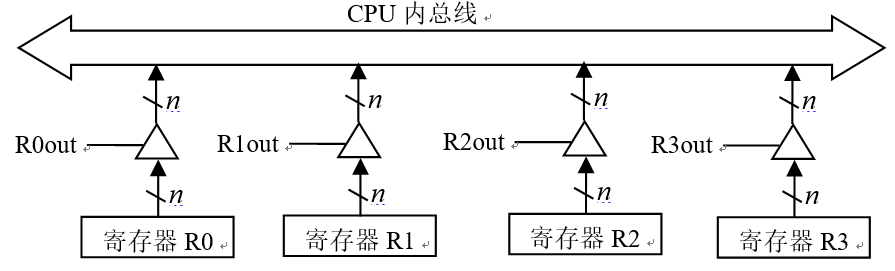 CPU 内总线
n n n n
R0out R1out R2out R3out
n n n n
寄存器 R0 寄存器 R1 寄存器 R2 寄存器 R3